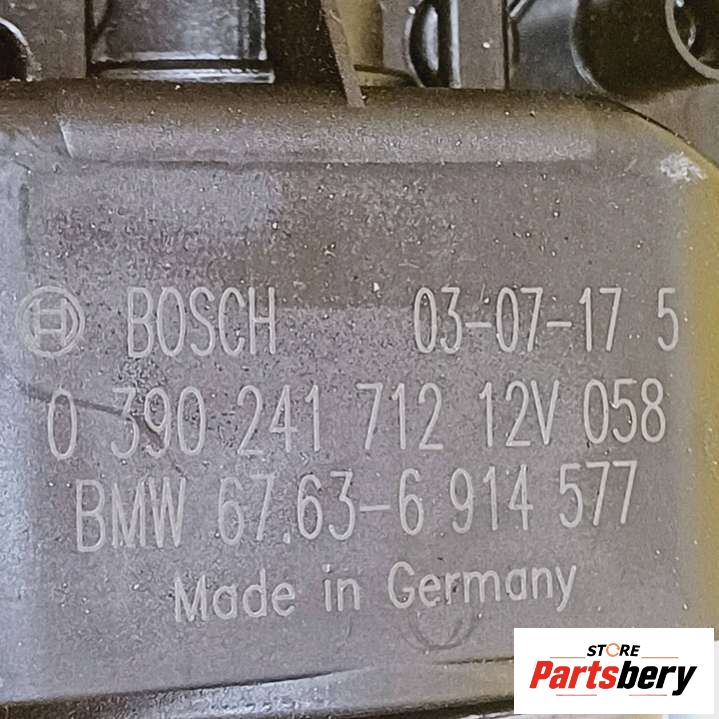 BOSCH 03-07-17 5
0 390 241 712 12V 058
BMW 67.63-6 914 577
Made in Germany
STORE
Partsbery